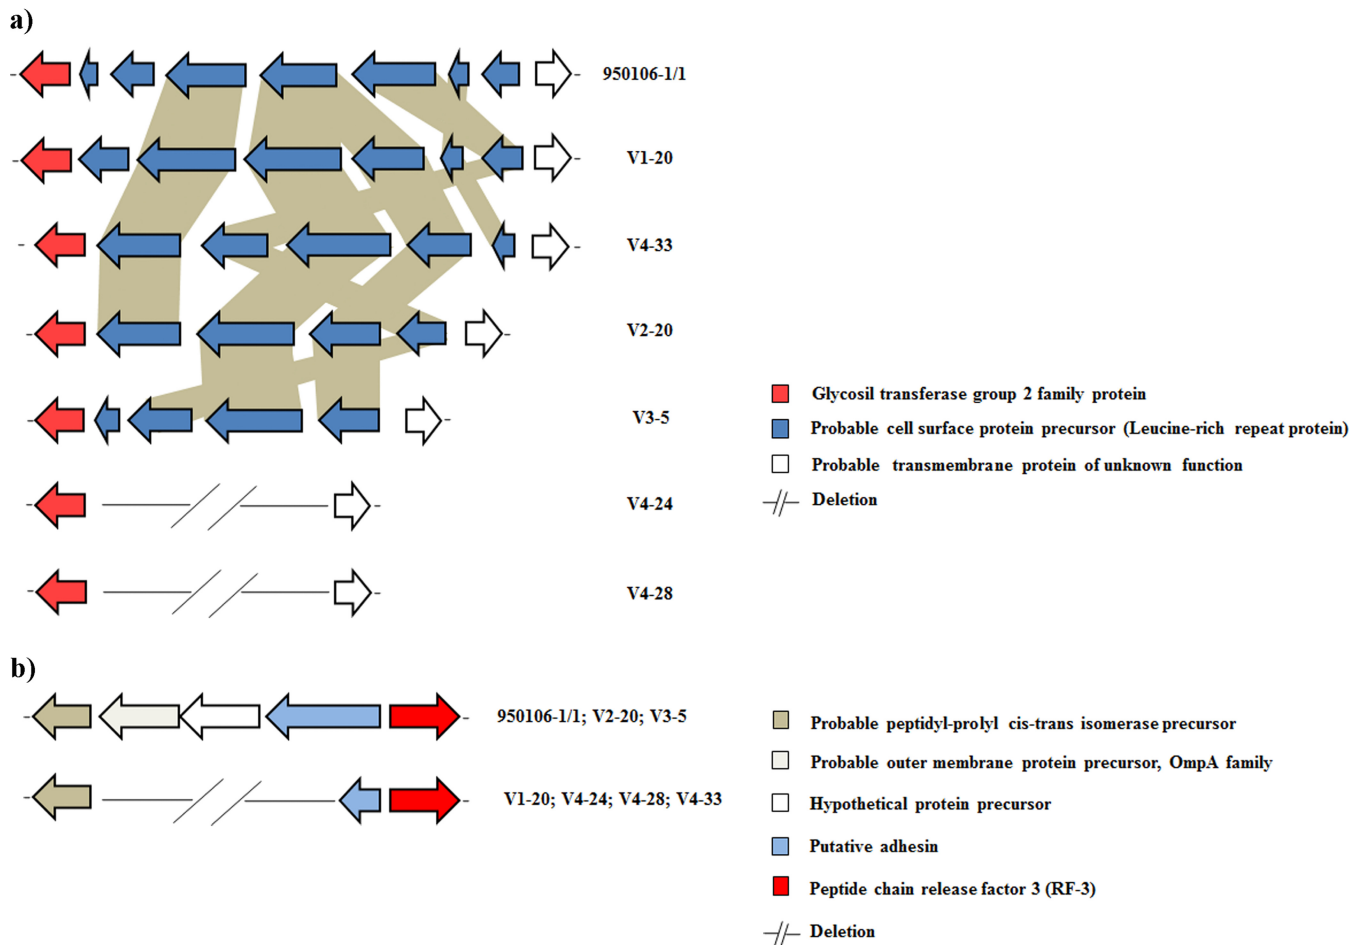 a)
950106-1/1
V1-20
V4-33
V2-20
V3-5
V4-24
V4-28
Glycosil transferase group 2 family protein
Probable cell surface protein precursor (Leucine-rich repeat protein)
Probable transmembrane protein of unknown function
Deletion
b)
950106-1/1; V2-20; V3-5
V1-20; V4-24; V4-28; V4-33
Probable peptidyl-prolyl cis-trans isomerase precursor
Probable outer membrane protein precursor, OmpA family
Hypothetical protein precursor
Putative adhesin
Peptide chain release factor 3 (RF-3)
Deletion